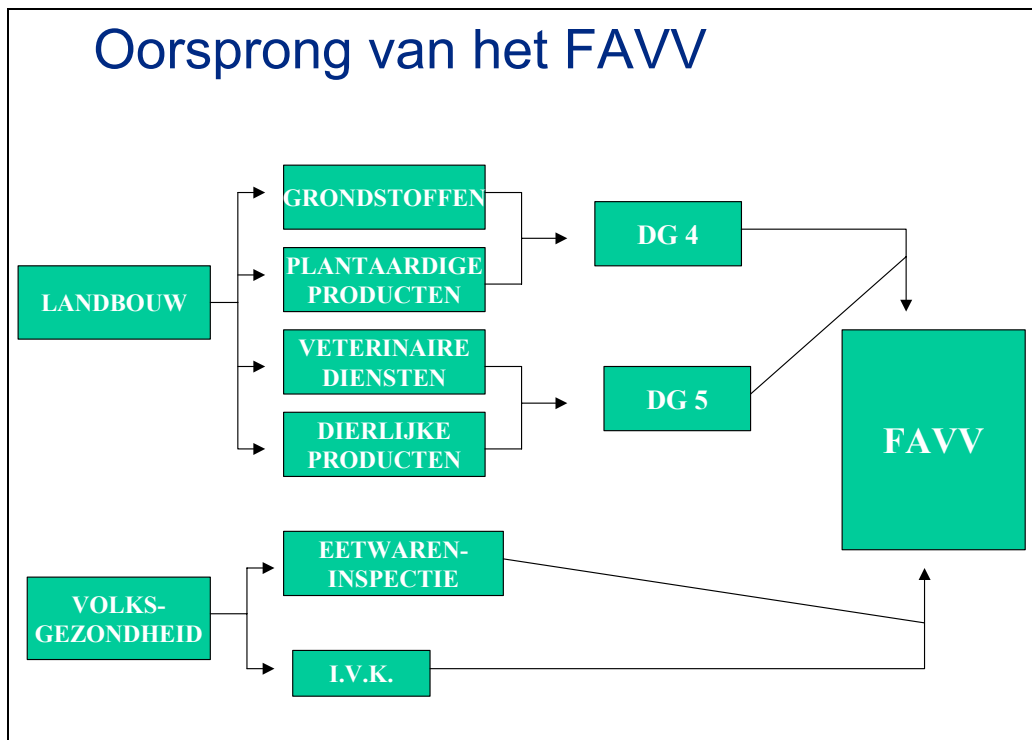 Oorsprong van het FAVV
GRONDSTOFFEN
PLANTAARDIGE
PRODUCTEN
LANDBOUW
VETERINAIRE
DIENSTEN
DIERLIJKE
PRODUCTEN
DG 4
DG 5
FAVV
EETWAREN-
INSPECTIE
VOLKS-
GEZONDHEID
I.V.K.